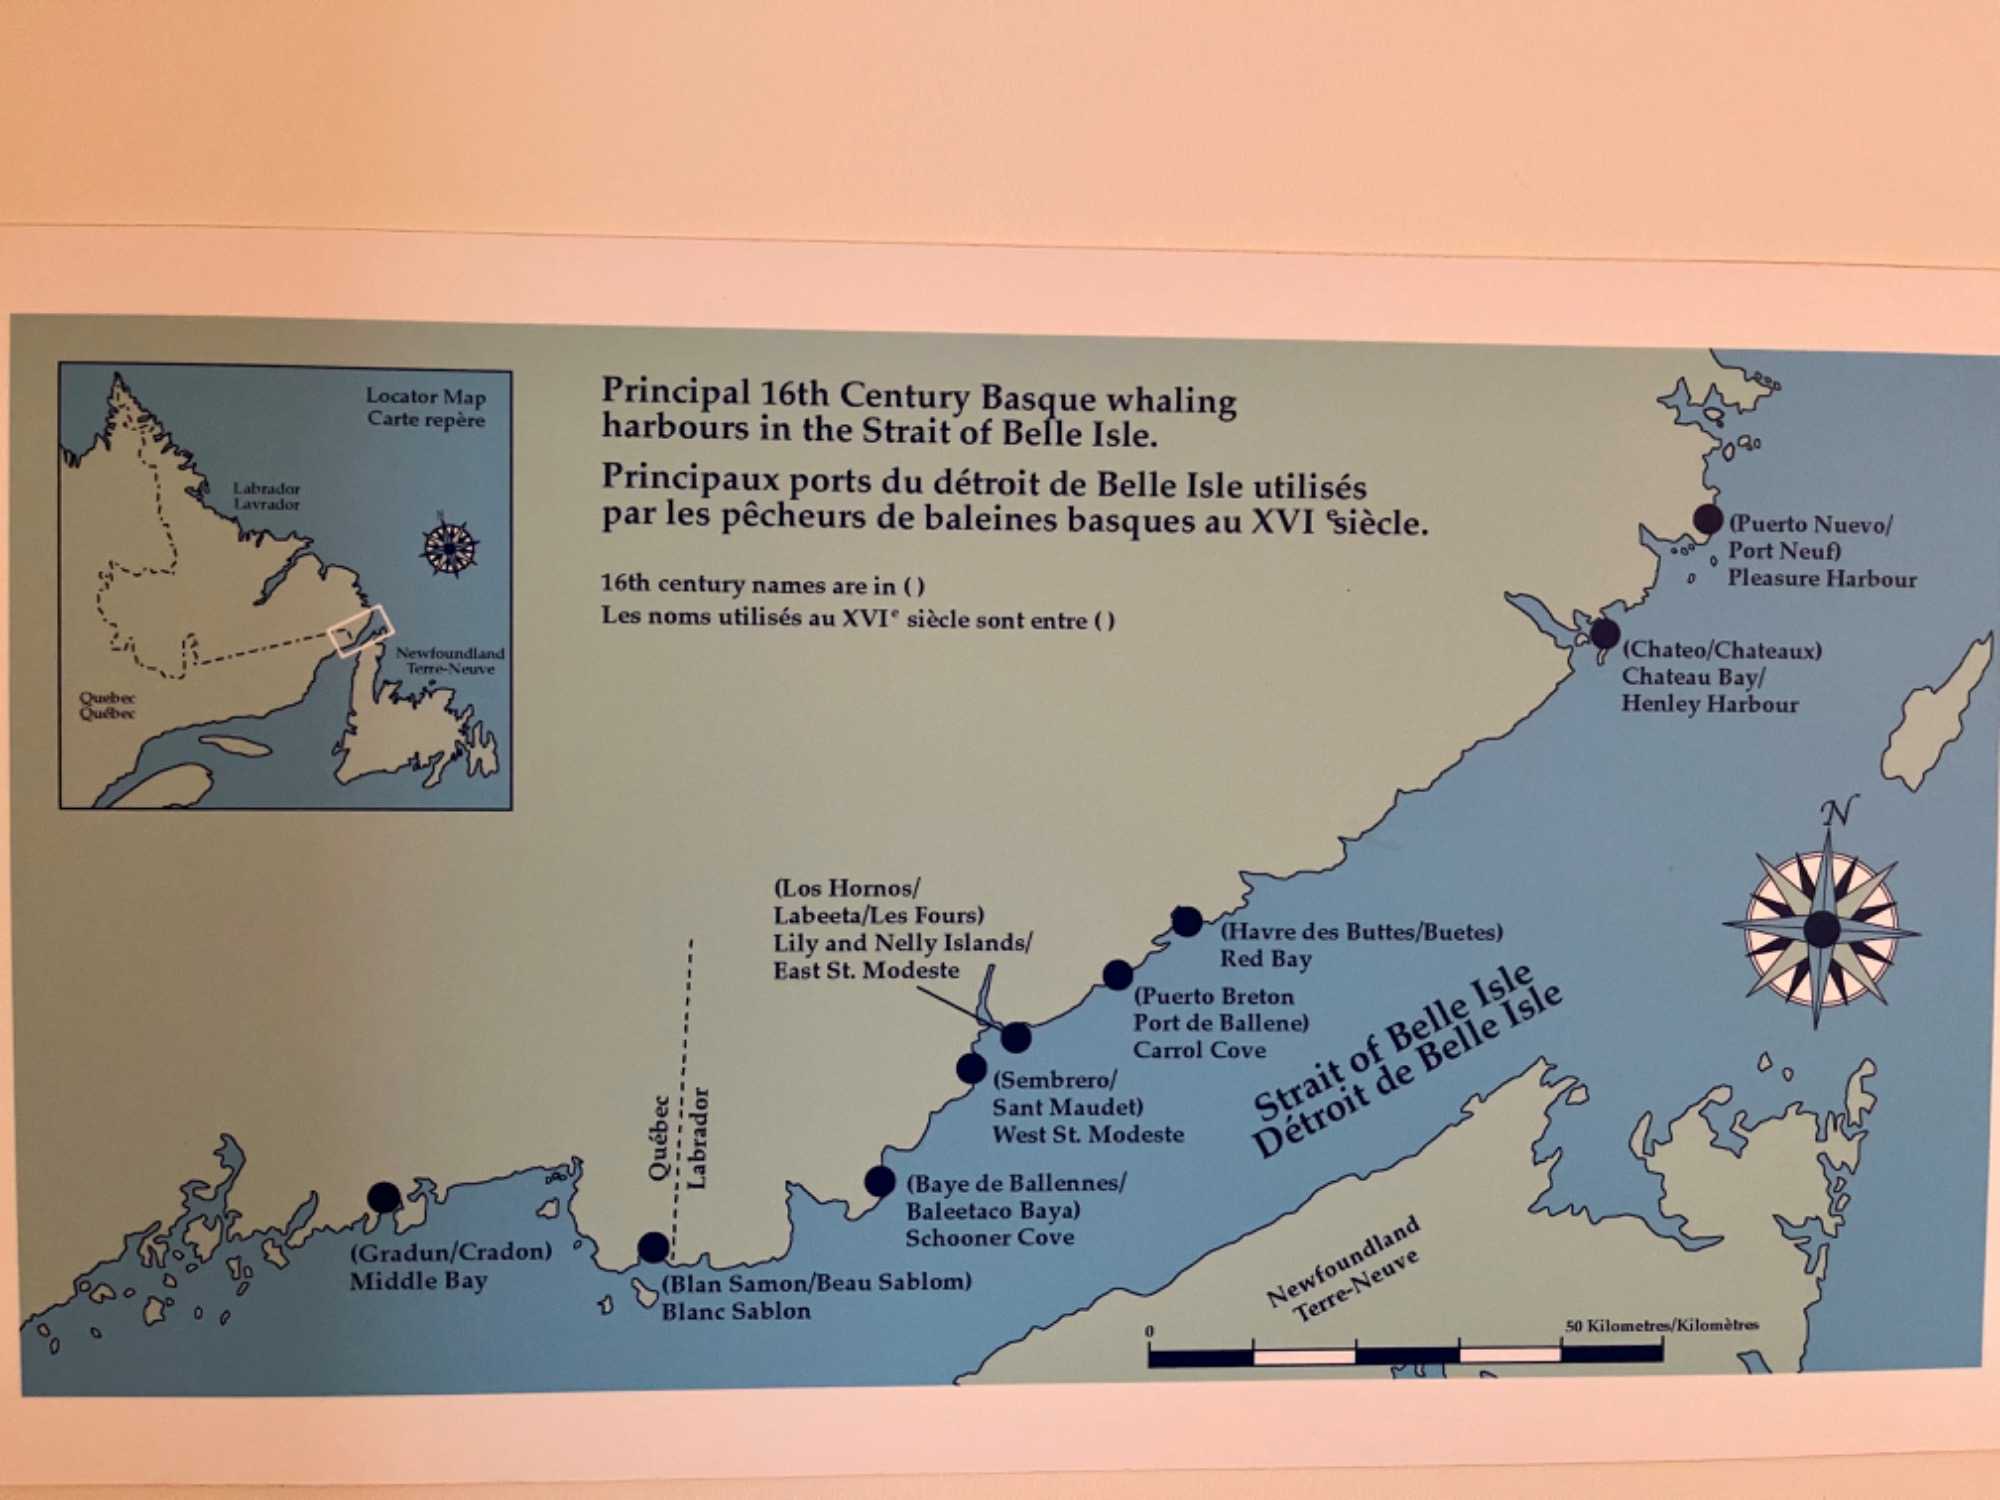 Locator Map
Carte repère
Labrador
Lavrador
N
Newfoundland
Terre-Neuve
Quebec
Québec
Principal 16th Century Basque whaling
harbours in the Strait of Belle Isle.
Principaux ports du détroit de Belle Isle utilisés
par les pêcheurs de baleines basques au XVI e siècle.
16th century names are in ( )
Les noms utilisés au XVIe siècle sont entre ( )
(Puerto Nuevo/
Port Neuf)
Pleasure Harbour
(Chateo/Chateaux)
Chateau Bay/
Henley Harbour
N
(Los Hornos/
Labeeta/Les Fours)
Lily and Nelly Islands/
East St. Modeste
(Havre des Buttes/Buetes)
Red Bay
(Puerto Breton
Port de Ballene)
Carrol Cove
Strait of Belle Isle
Détroit de Belle Isle
(Sembrero/
Sant Maudet)
West St. Modeste
Québec
Labrador
(Baye de Ballennes/
Baleetaco Baya)
Schooner Cove
(Gradun/Cradon)
Middle Bay
(Blan Samon/Beau Sablom)
Blanc Sablon
Newfoundland
Terre-Neuve
0
50 Kilometres/Kilomètres